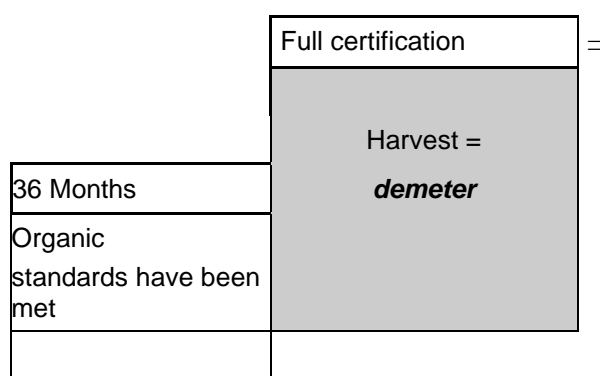 Full certification
Harvest =
demeter
36 Months
Organic
standards have been
met